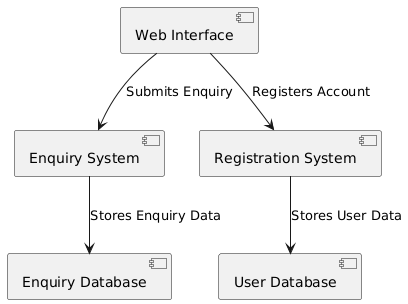 Web Interface
Submits Enquiry
Registers Account
Enquiry System
Registration System
Stores Enquiry Data
Stores User Data
Enquiry Database
User Database